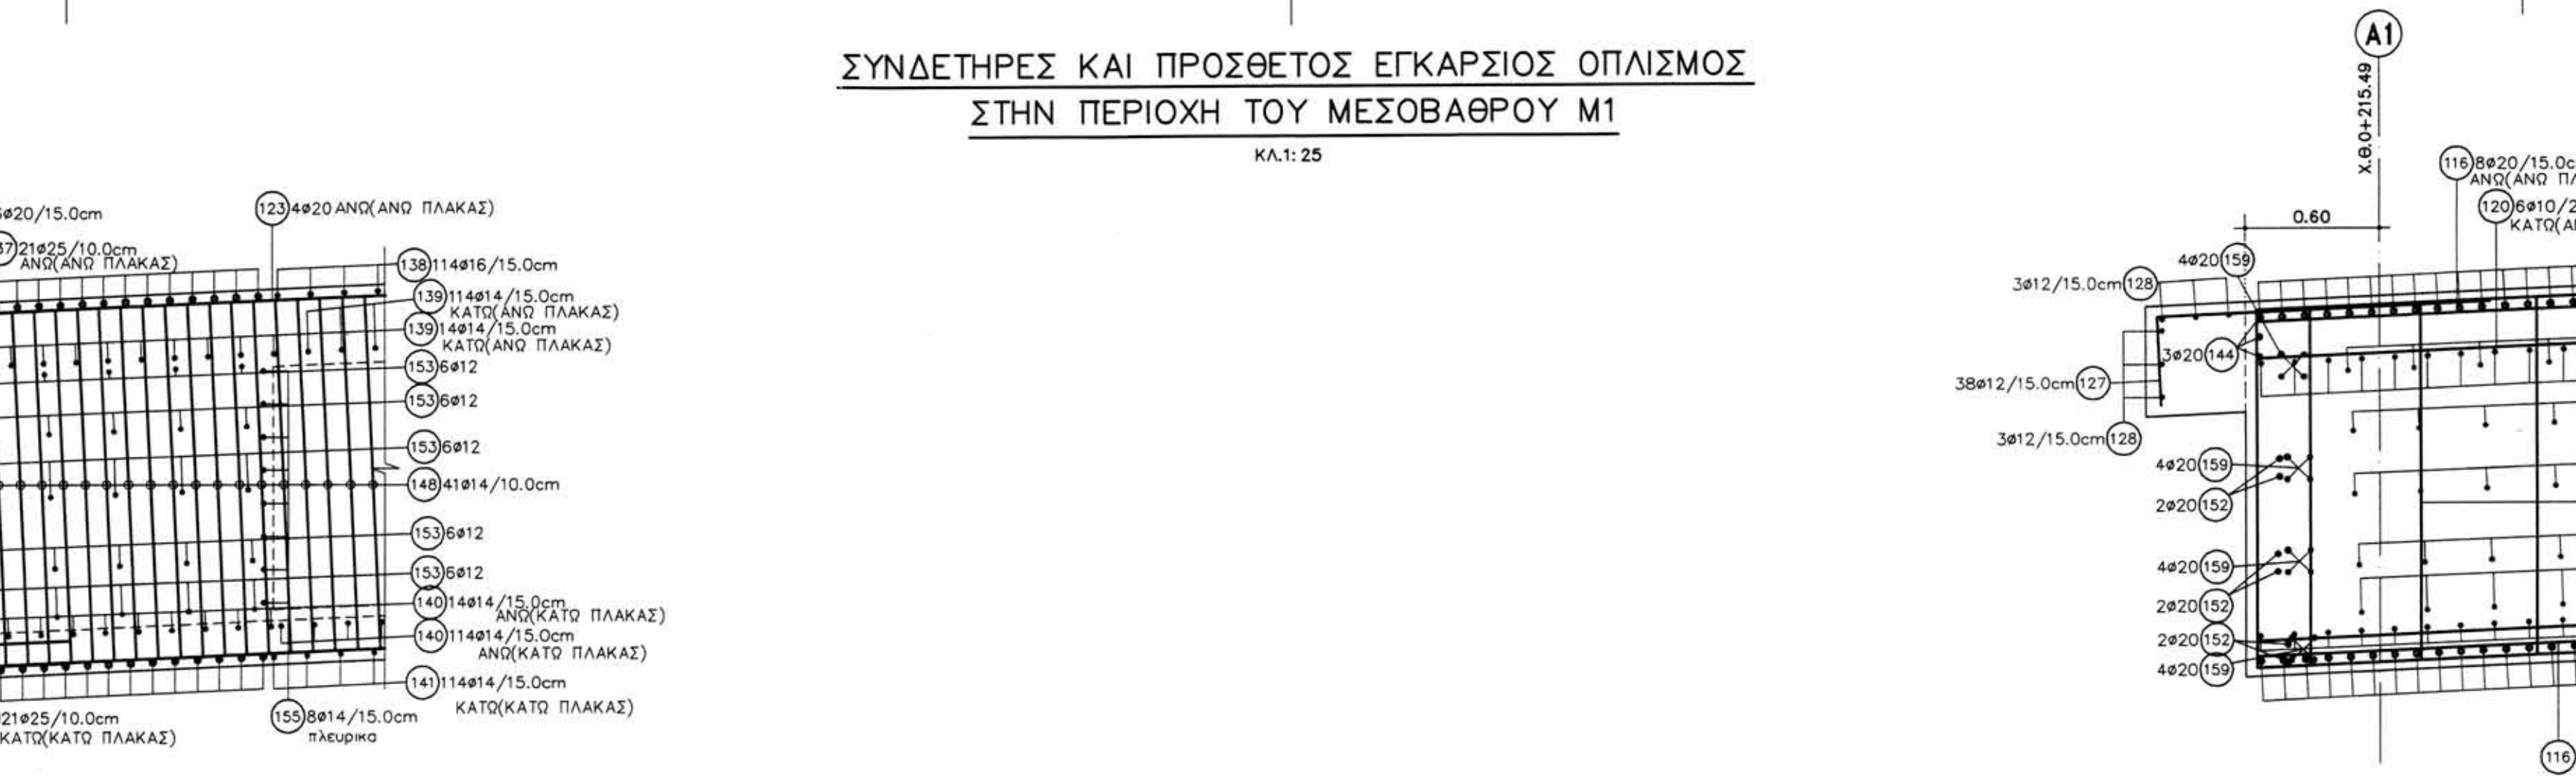 ΣΥΝΔΕΤΗΡΕΣ ΚΑΙ ΠΡΟΣΘΕΤΟΣ ΕΓΚΑΡΣΙΟΣ ΟΠΛΙΣΜΟΣ
ΣΤΗΝ ΠΕΡΙΟΧΗ ΤΟΥ ΜΕΣΟΒΑΘΡΟΥ Μ1
ΚΛ.1:25
ø20/15.0cm
123 4ø20 ΑΝΩ(ΑΝΩ ΠΛΑΚΑΣ)
37 21ø25/10.0cm
ΑΝΩ(ΑΝΩ ΠΛΑΚΑΣ)
138 114ø16/15.0cm
139 114ø14/15.0cm
ΚΑΤΩ(ΑΝΩ ΠΛΑΚΑΣ)
139 14ø14/15.0cm
ΚΑΤΩ(ΑΝΩ ΠΛΑΚΑΣ)
153 6ø12
153 6ø12
153 6ø12
148 41ø14/10.0cm
153 6ø12
153 6ø12
140 14ø14/15.0cm
ΑΝΩ(ΚΑΤΩ ΠΛΑΚΑΣ)
140 114ø14/15.0cm
ΑΝΩ(ΚΑΤΩ ΠΛΑΚΑΣ)
141 114ø14/15.0cm
ΚΑΤΩ(ΚΑΤΩ ΠΛΑΚΑΣ)
21ø25/10.0cm
ΚΑΤΩ(ΚΑΤΩ ΠΛΑΚΑΣ)
155 8ø14/15.0cm
πλευρικα
A1
Χ.Θ.0+215.49
116 8ø20/15.0c
ΑΝΩ(ΑΝΩ ΠΛ
120 6ø10/2
ΚΑΤΩ(Α
0.60
4ø20 159
3ø12/15.0cm 128
3ø20 144
38ø12/15.0cm 127
3ø12/15.0cm 128
4ø20 159
2ø20 152
4ø20 159
2ø20 152
2ø20 152
4ø20 159
116